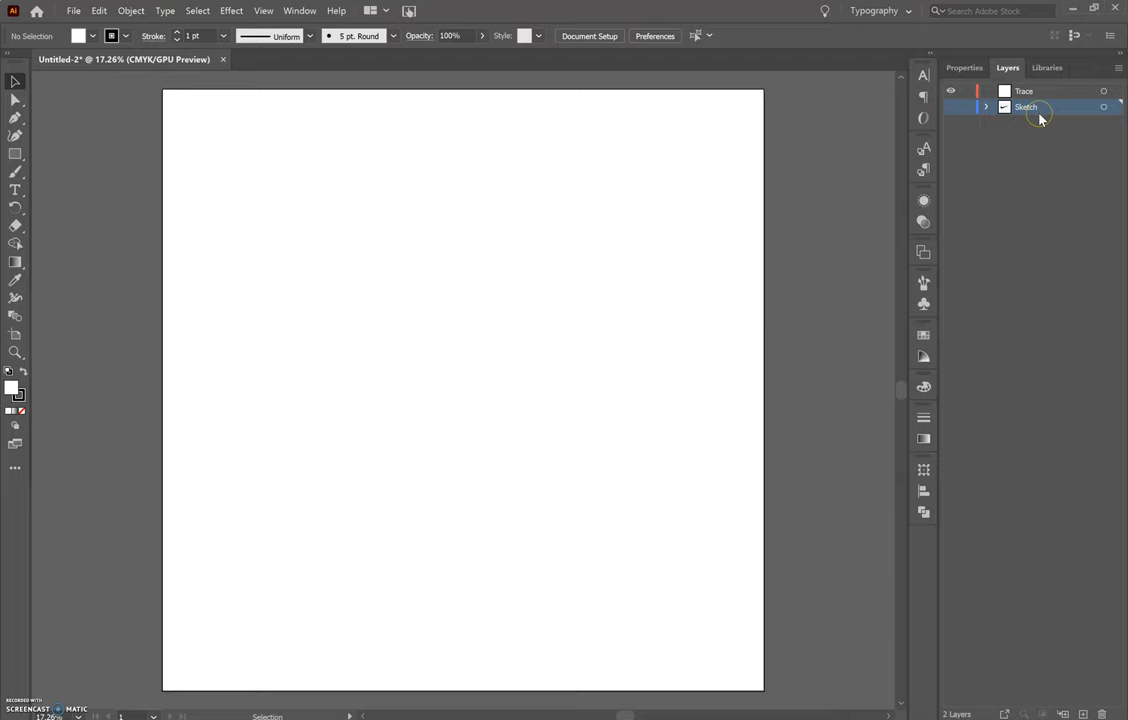 Ai File Edit Object Type Select Effect View Window Help Typography Search Adobe Stock
No Selection Stroke: 1 pt Uniform 5 pt. Round Opacity: 100% Style: Document Setup Preferences
Untitled-2* @ 17.26% (CMYK/GPU Preview) ×
Properties Layers Libraries
Trace
Sketch
RECORDED WITH
SCREENCAST MATIC
17.26% 1 Selection 2 Layers